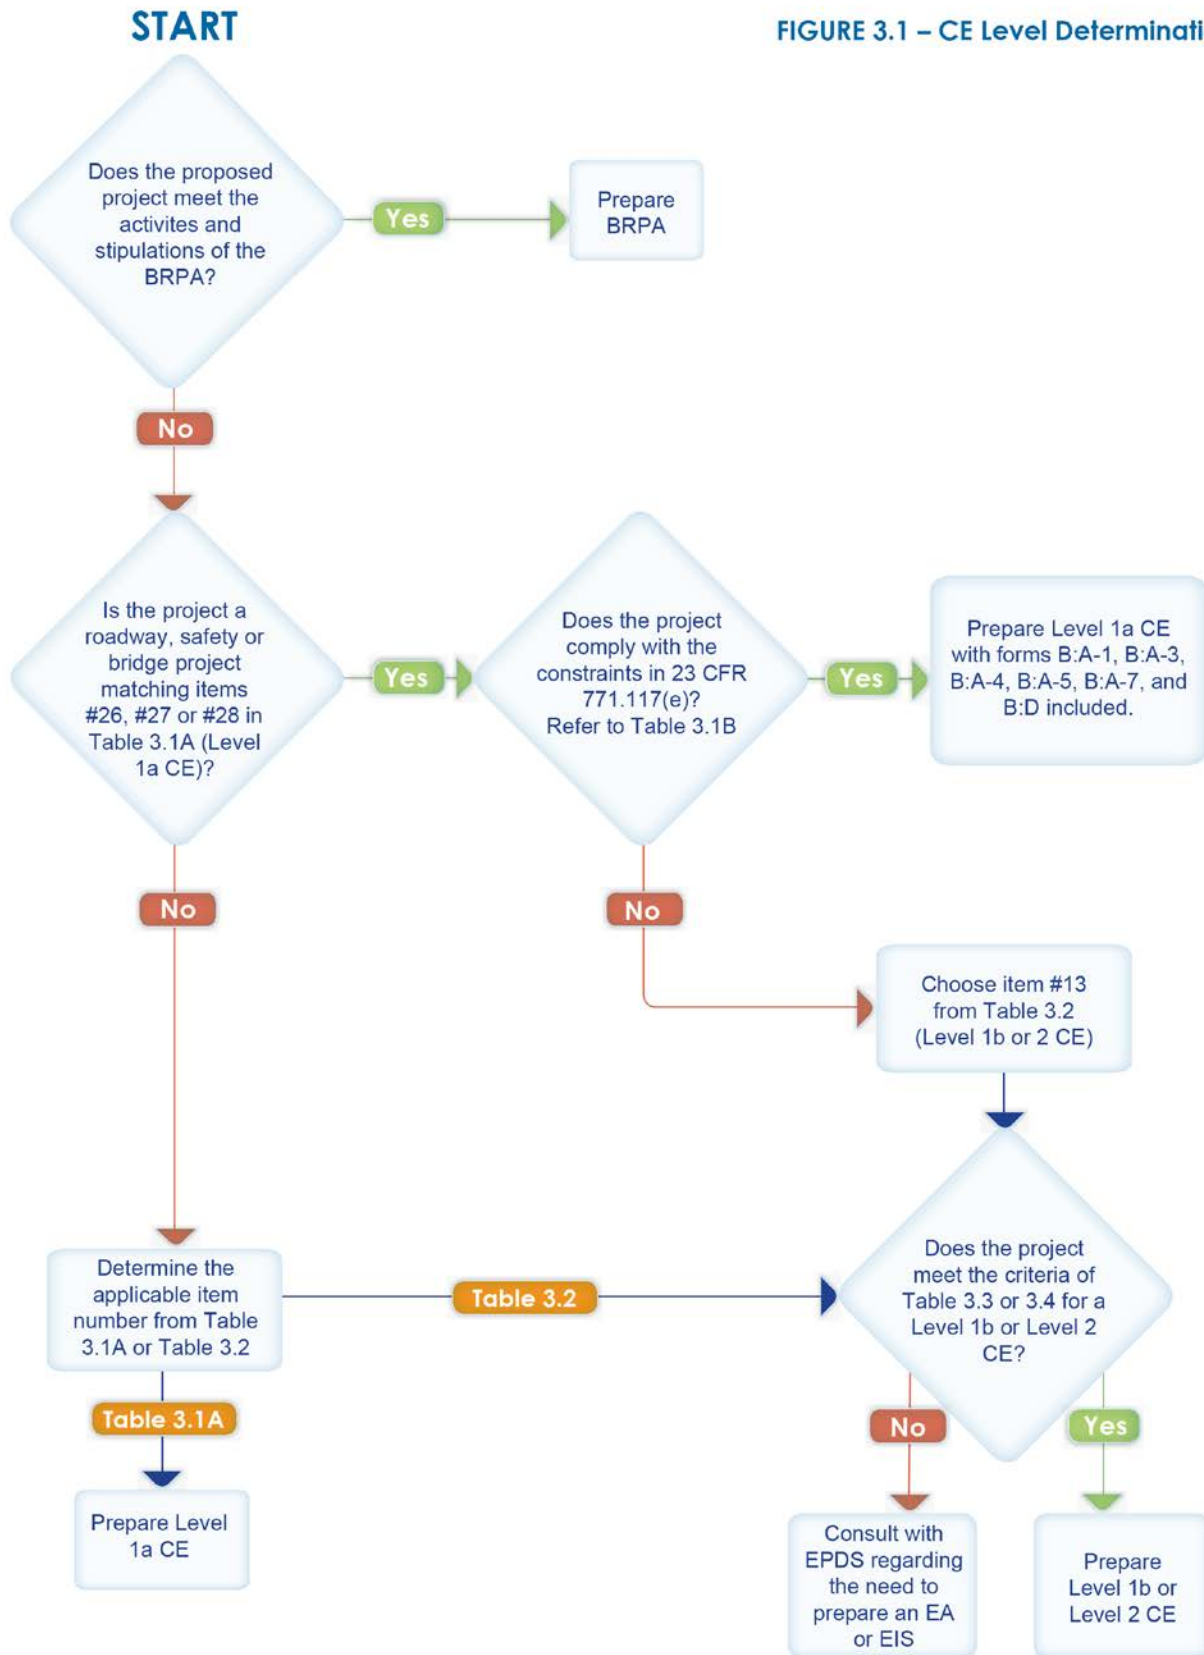 START
FIGURE 3.1 – CE Level Determinati
Does the proposed
project meet the
activites and
stipulations of the
BRPA?
Yes
Prepare
BRPA
No
Is the project a
roadway, safety or
bridge project
matching items
#26, #27 or #28 in
Table 3.1A (Level
1a CE)?
Yes
Does the project
comply with the
constraints in 23 CFR
771.117(e)?
Refer to Table 3.1B
Yes
Prepare Level 1a CE
with forms B:A-1, B:A-3,
B:A-4, B:A-5, B:A-7, and
B:D included.
No
No
Choose item #13
from Table 3.2
(Level 1b or 2 CE)
Determine the
applicable item
number from Table
3.1A or Table 3.2
Table 3.2
Does the project
meet the criteria of
Table 3.3 or 3.4 for a
Level 1b or Level 2
CE?
Table 3.1A
No
Yes
Prepare Level
1a CE
Consult with
EPDS regarding
the need to
prepare an EA
or EIS
Prepare
Level 1b or
Level 2 CE